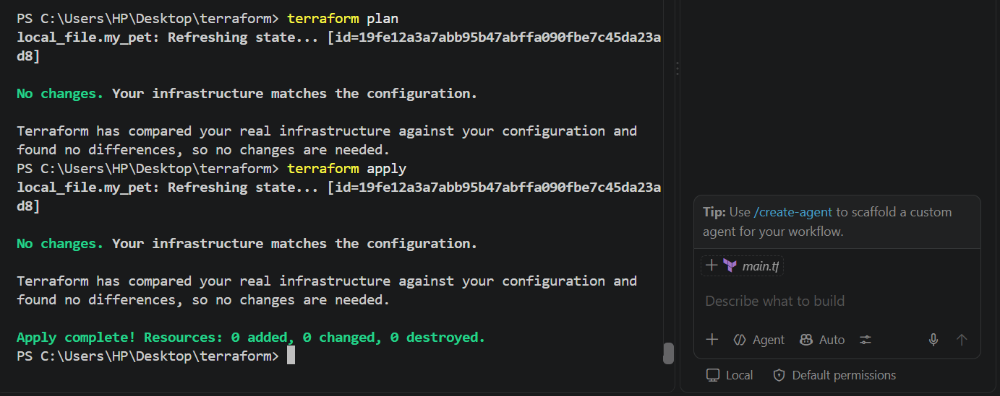 PS C:\Users\HP\Desktop\terraform> terraform plan
local_file.my_pet: Refreshing state... [id=19fe12a3a7abb95b47abffa090fbe7c45da23a
d8]
No changes. Your infrastructure matches the configuration.
Terraform has compared your real infrastructure against your configuration and
found no differences, so no changes are needed.
PS C:\Users\HP\Desktop\terraform> terraform apply
local_file.my_pet: Refreshing state... [id=19fe12a3a7abb95b47abffa090fbe7c45da23a
d8]
No changes. Your infrastructure matches the configuration.
Terraform has compared your real infrastructure against your configuration and
found no differences, so no changes are needed.
Apply complete! Resources: 0 added, 0 changed, 0 destroyed.
PS C:\Users\HP\Desktop\terraform>
Tip: Use /create-agent to scaffold a custom
agent for your workflow.
main.tf
Describe what to build
Agent Auto
Local Default permissions